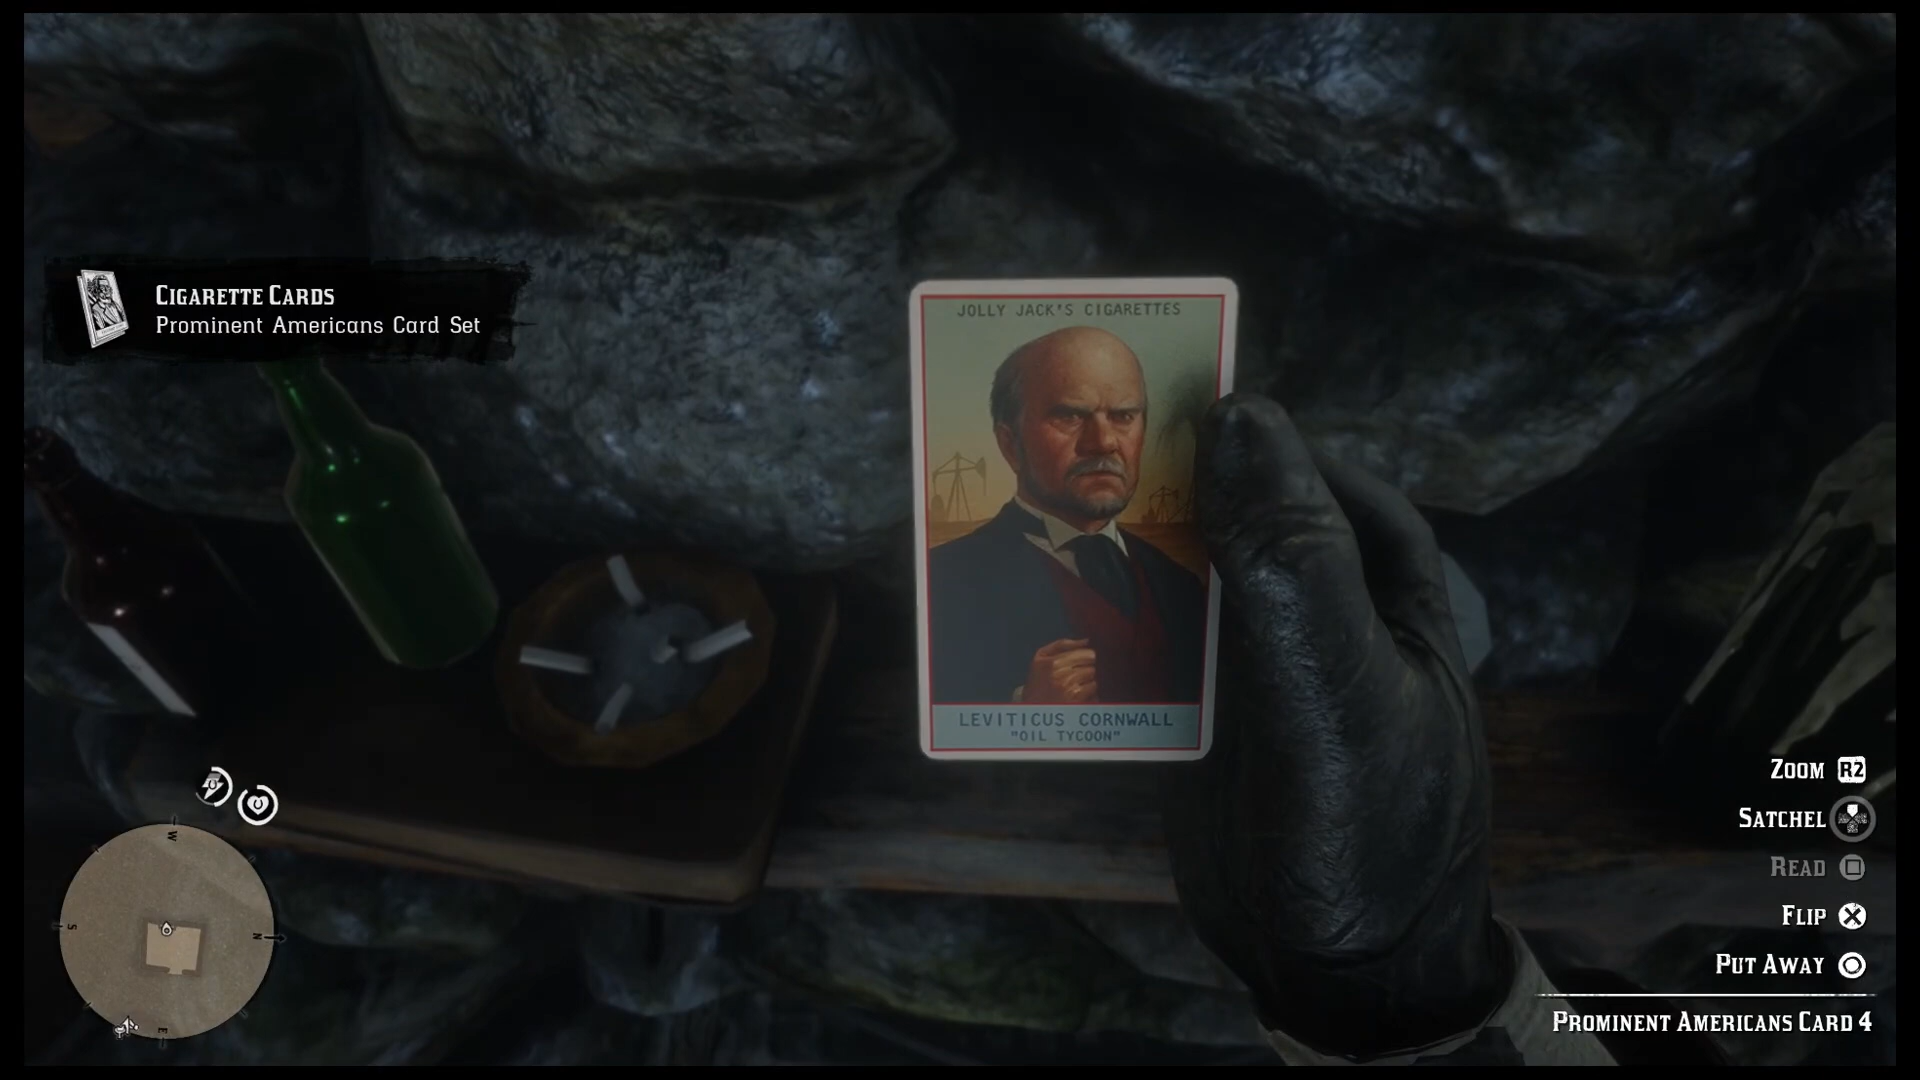 Cigarette Cards
Prominent Americans Card Set
JOLLY JACK'S CIGARETTES
LEVITICUS CORNWALL
"OIL TYCOON"
W
S
N
E
Zoom R2
Satchel
Read
Flip
Put Away
Prominent Americans Card 4